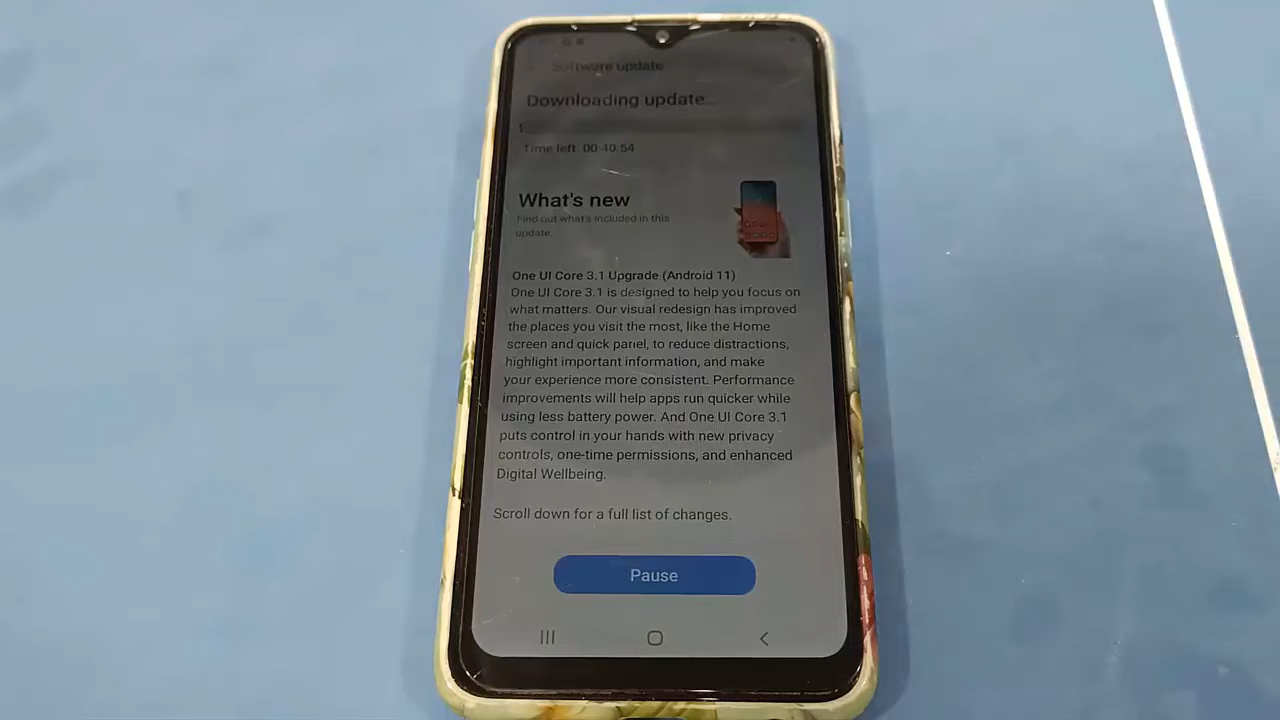 Software update
Downloading update...
Time left: 00:40:54
What's new
Find out what's included in this
update.
One UI Core 3.1 Upgrade (Android 11)
One UI Core 3.1 is designed to help you focus on
what matters. Our visual redesign has improved
the places you visit the most, like the Home
screen and quick panel, to reduce distractions,
highlight important information, and make
your experience more consistent. Performance
improvements will help apps run quicker while
using less battery power. And One UI Core 3.1
puts control in your hands with new privacy
controls, one-time permissions, and enhanced
Digital Wellbeing.
Scroll down for a full list of changes.
Pause